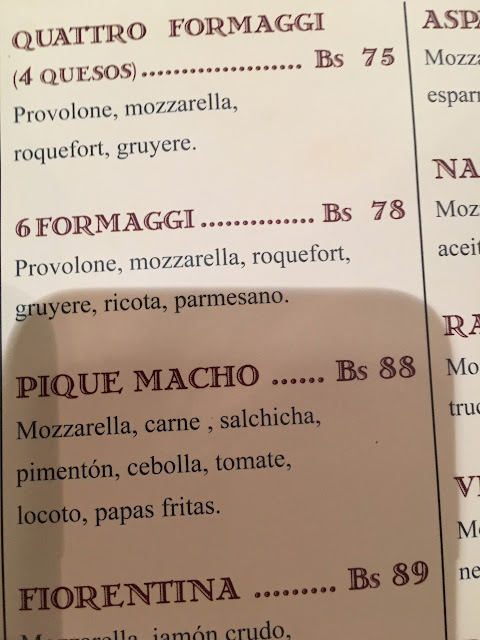 QUATTRO FORMAGGI
(4 QUESOS).................... Bs 75
Provolone, mozzarella,
roquefort, gruyere.
6 FORMAGGI.............. Bs 78
Provolone, mozzarella, roquefort,
gruyere, ricota, parmesano.
PIQUE MACHO ...... Bs 88
Mozzarella, carne , salchicha,
pimentón, cebolla, tomate,
locoto, papas fritas.
FIORENTINA ......... Bs 89
Mozzarella, jamón crudo,